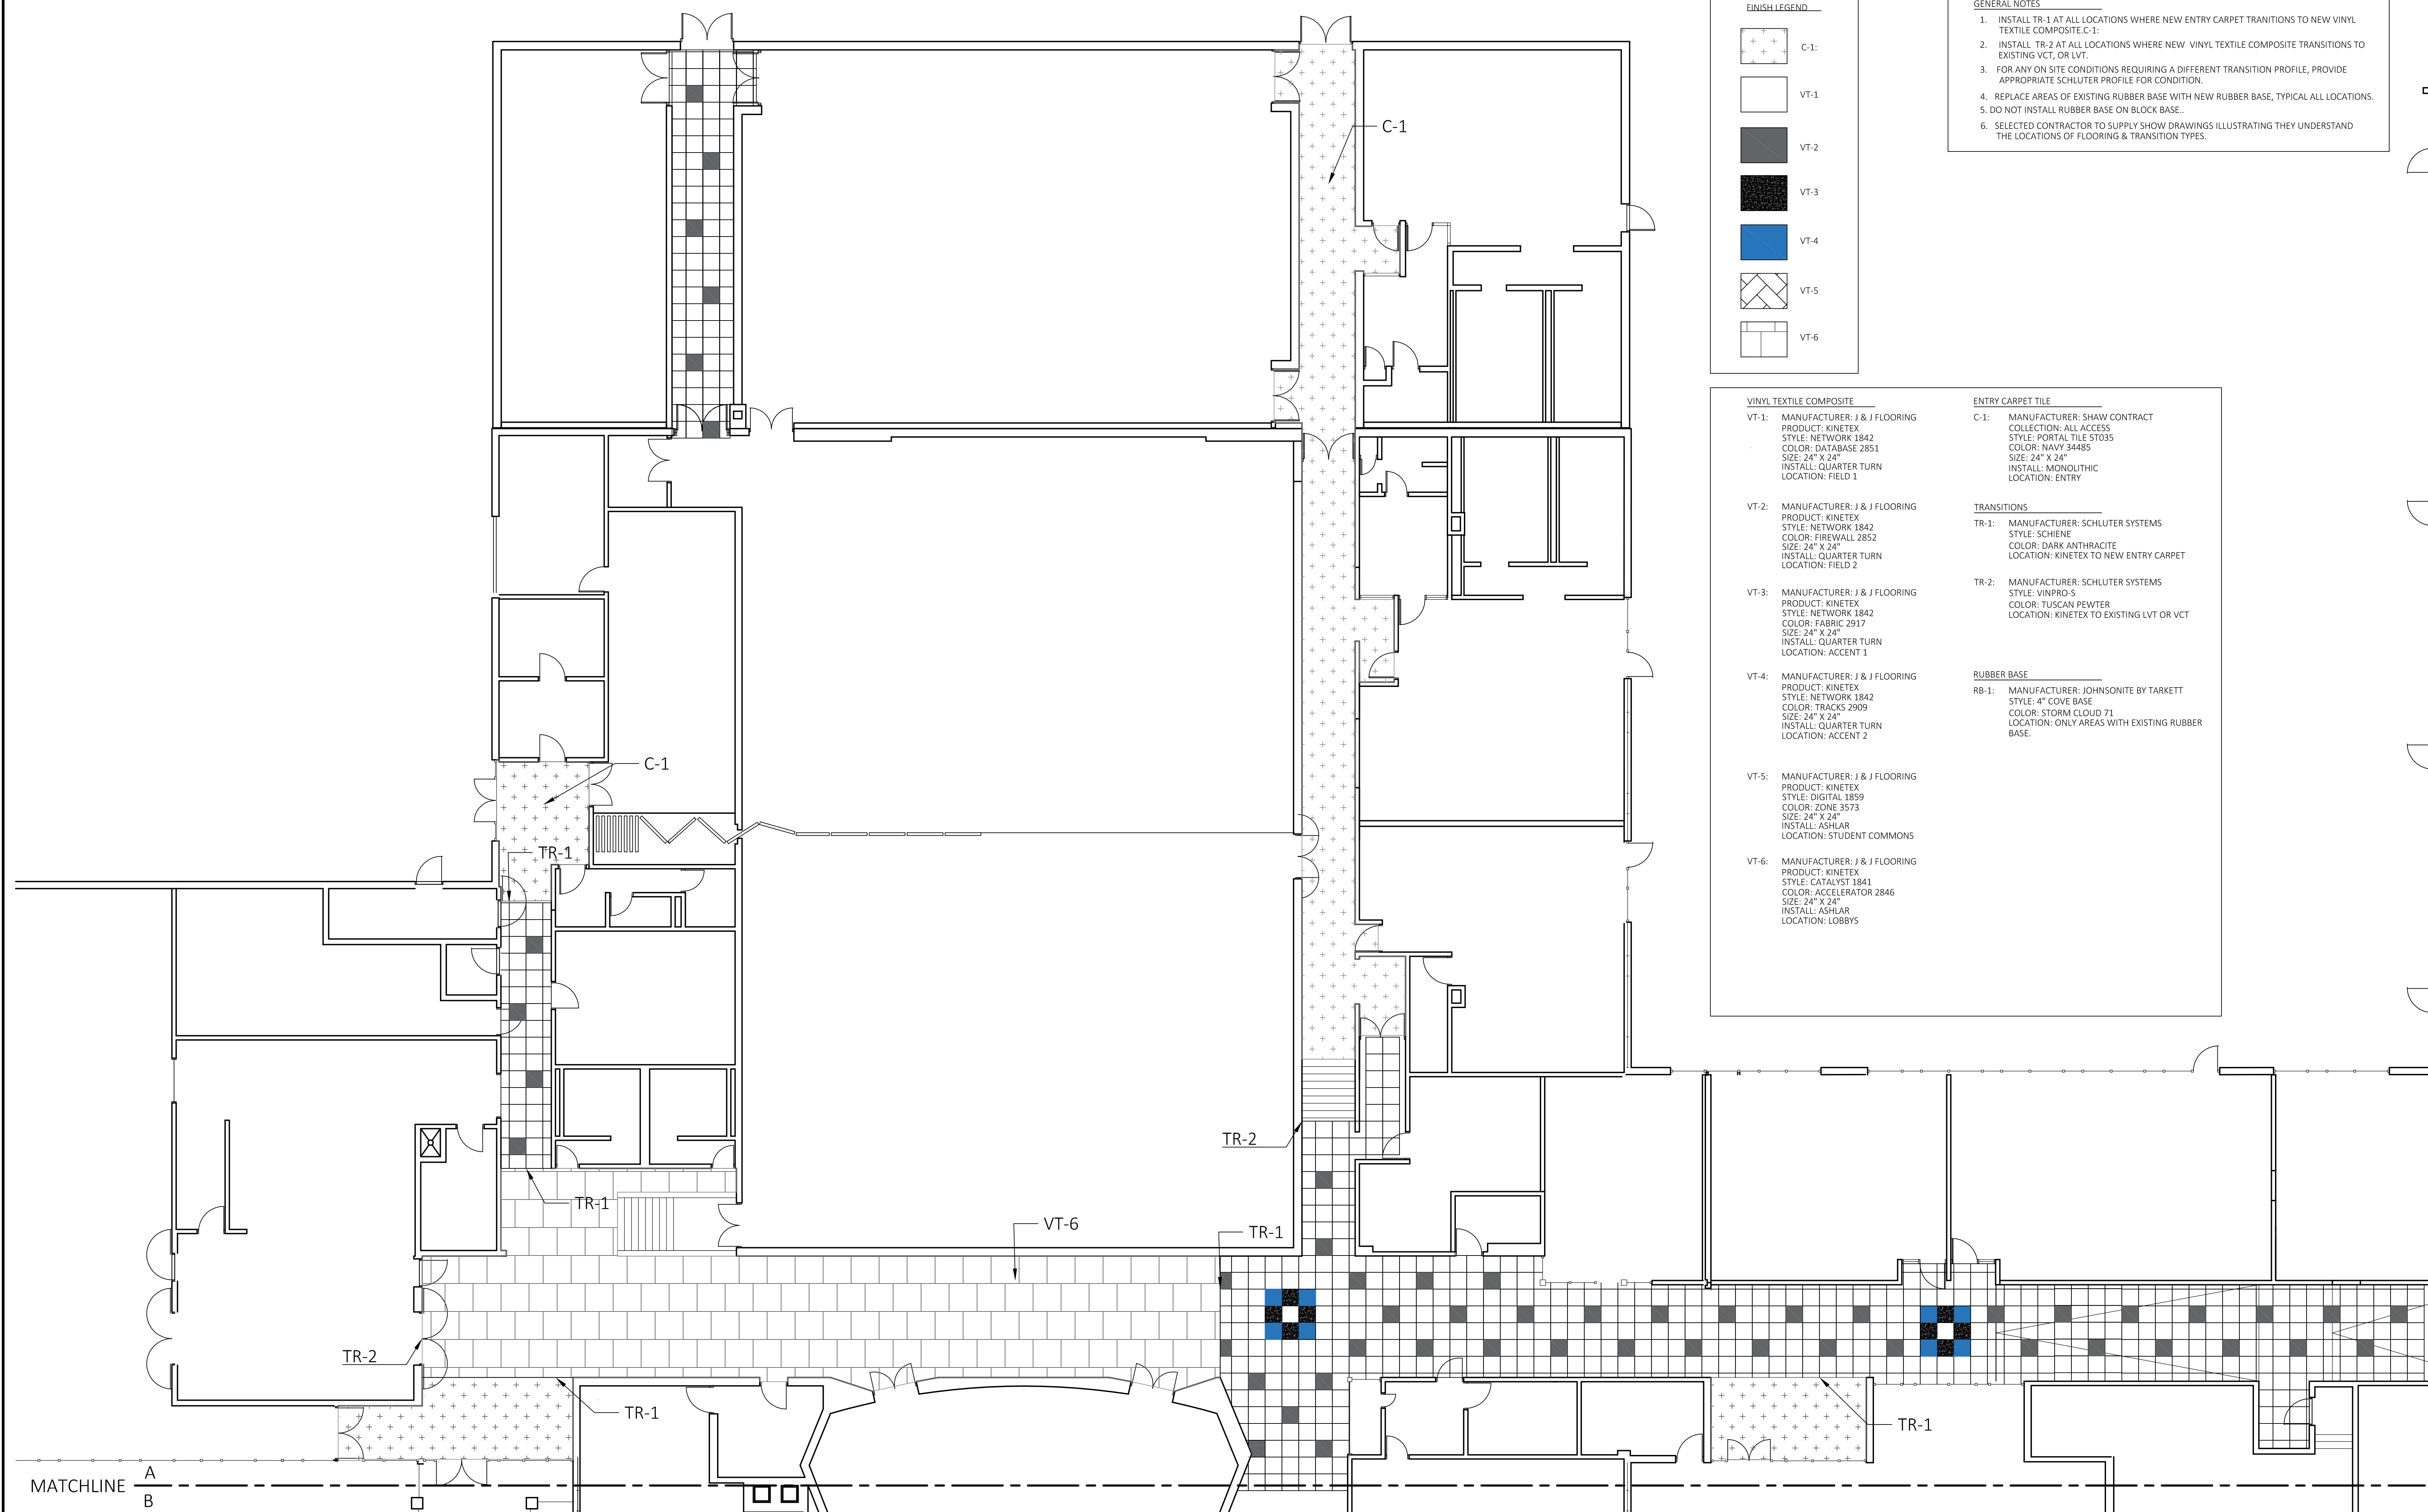 FINISH LEGEND
C-1:
VT-1
VT-2
VT-3
VT-4
VT-5
VT-6
GENERAL NOTES
1. INSTALL TR-1 AT ALL LOCATIONS WHERE NEW ENTRY CARPET TRANITIONS TO NEW VINYL
TEXTILE COMPOSITE.C-1:
2. INSTALL TR-2 AT ALL LOCATIONS WHERE NEW VINYL TEXTILE COMPOSITE TRANSITIONS TO
EXISTING VCT, OR LVT.
3. FOR ANY ON SITE CONDITIONS REQUIRING A DIFFERENT TRANSITION PROFILE, PROVIDE
APPROPRIATE SCHLUTER PROFILE FOR CONDITION.
4. REPLACE AREAS OF EXISTING RUBBER BASE WITH NEW RUBBER BASE, TYPICAL ALL LOCATIONS.
5. DO NOT INSTALL RUBBER BASE ON BLOCK BASE..
6. SELECTED CONTRACTOR TO SUPPLY SHOW DRAWINGS ILLUSTRATING THEY UNDERSTAND
THE LOCATIONS OF FLOORING & TRANSITION TYPES.
VINYL TEXTILE COMPOSITE
VT-1: MANUFACTURER: J & J FLOORING
PRODUCT: KINETEX
STYLE: NETWORK 1842
COLOR: DATABASE 2851
SIZE: 24" X 24"
INSTALL: QUARTER TURN
LOCATION: FIELD 1
VT-2: MANUFACTURER: J & J FLOORING
PRODUCT: KINETEX
STYLE: NETWORK 1842
COLOR: FIREWALL 2852
SIZE: 24" X 24"
INSTALL: QUARTER TURN
LOCATION: FIELD 2
VT-3: MANUFACTURER: J & J FLOORING
PRODUCT: KINETEX
STYLE: NETWORK 1842
COLOR: FABRIC 2917
SIZE: 24" X 24"
INSTALL: QUARTER TURN
LOCATION: ACCENT 1
VT-4: MANUFACTURER: J & J FLOORING
PRODUCT: KINETEX
STYLE: NETWORK 1842
COLOR: TRACKS 2909
SIZE: 24" X 24"
INSTALL: QUARTER TURN
LOCATION: ACCENT 2
VT-5: MANUFACTURER: J & J FLOORING
PRODUCT: KINETEX
STYLE: DIGITAL 1859
COLOR: ZONE 3573
SIZE: 24" X 24"
INSTALL: ASHLAR
LOCATION: STUDENT COMMONS
VT-6: MANUFACTURER: J & J FLOORING
PRODUCT: KINETEX
STYLE: CATALYST 1841
COLOR: ACCELERATOR 2846
SIZE: 24" X 24"
INSTALL: ASHLAR
LOCATION: LOBBYS
ENTRY CARPET TILE
C-1: MANUFACTURER: SHAW CONTRACT
COLLECTION: ALL ACCESS
STYLE: PORTAL TILE 5T035
COLOR: NAVY 34485
SIZE: 24" X 24"
INSTALL: MONOLITHIC
LOCATION: ENTRY
TRANSITIONS
TR-1: MANUFACTURER: SCHLUTER SYSTEMS
STYLE: SCHIENE
COLOR: DARK ANTHRACITE
LOCATION: KINETEX TO NEW ENTRY CARPET
TR-2: MANUFACTURER: SCHLUTER SYSTEMS
STYLE: VINPRO-S
COLOR: TUSCAN PEWTER
LOCATION: KINETEX TO EXISTING LVT OR VCT
RUBBER BASE
RB-1: MANUFACTURER: JOHNSONITE BY TARKETT
STYLE: 4" COVE BASE
COLOR: STORM CLOUD 71
LOCATION: ONLY AREAS WITH EXISTING RUBBER
BASE.
C-1
C-1
TR-1
TR-2
TR-1
VT-6
TR-1
TR-2
TR-1
TR-1
MATCHLINE
A
B